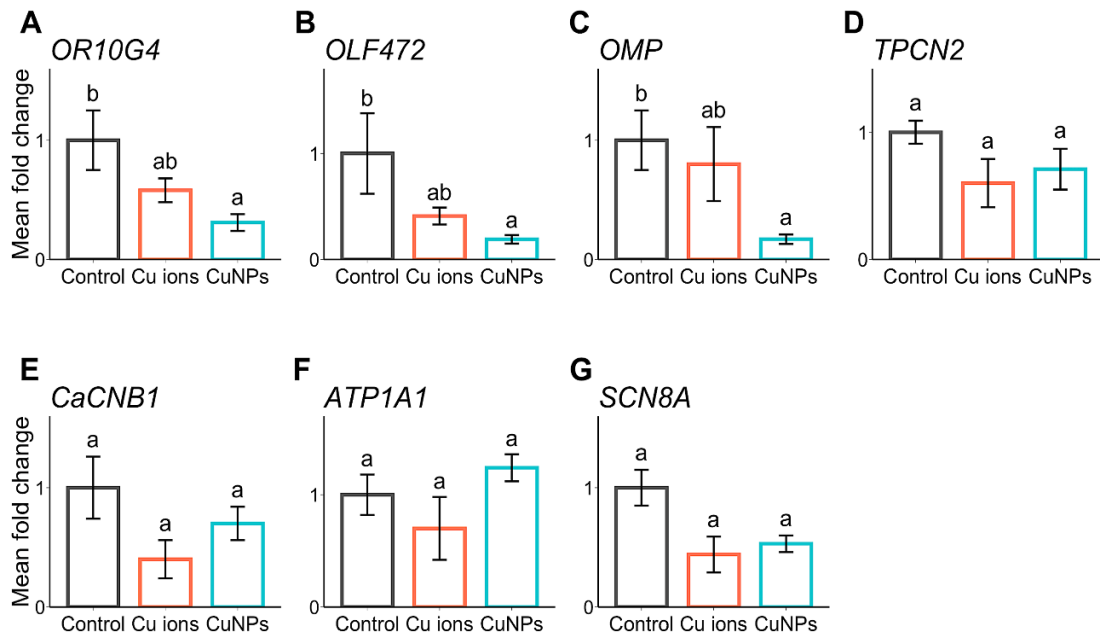 A
OR10G4
Mean fold change
1
0
b
ab
a
Control Cu ions CuNPs
B
OLF472
1
0
b
ab
a
Control Cu ions CuNPs
C
OMP
1
0
b
ab
a
Control Cu ions CuNPs
D
TPCN2
1
0
a
a
a
Control Cu ions CuNPs
E
CaCNB1
Mean fold change
1
0
a
a
a
Control Cu ions CuNPs
F
ATP1A1
1
0
a
a
a
Control Cu ions CuNPs
G
SCN8A
1
0
a
a
a
Control Cu ions CuNPs